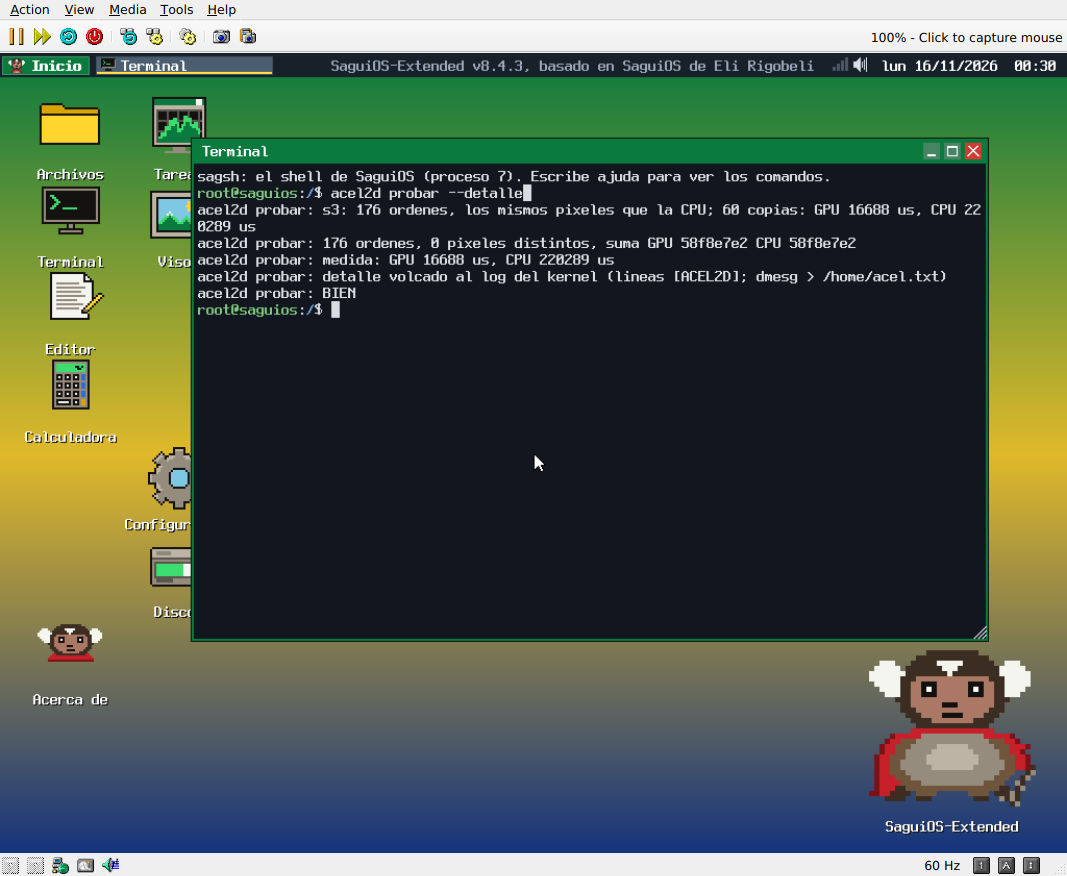 Action View Media Tools Help
100% - Click to capture mouse
Inicio Terminal SaguiOS-Extended v8.4.3, basado en SaguiOS de Eli Rigobeli lun 16/11/2026 00:30
Archivos
Terminal
Editor
Calculadora
Acerca de
Tarea
Viso
Configur
Disco
Terminal
sagsh: el shell de SaguiOS (proceso 7). Escribe ajuda para ver los comandos.
root@saguios:/$ acel2d probar --detalle
acel2d probar: s3: 176 ordenes, los mismos pixeles que la CPU; 60 copias: GPU 16688 us, CPU 22
0289 us
acel2d probar: 176 ordenes, 0 pixeles distintos, suma GPU 58f8e7e2 CPU 58f8e7e2
acel2d probar: medida: GPU 16688 us, CPU 220289 us
acel2d probar: detalle volcado al log del kernel (lineas [ACEL2D]; dmesg > /home/acel.txt)
acel2d probar: BIEN
root@saguios:/$
SaguiOS-Extended
60 Hz
A